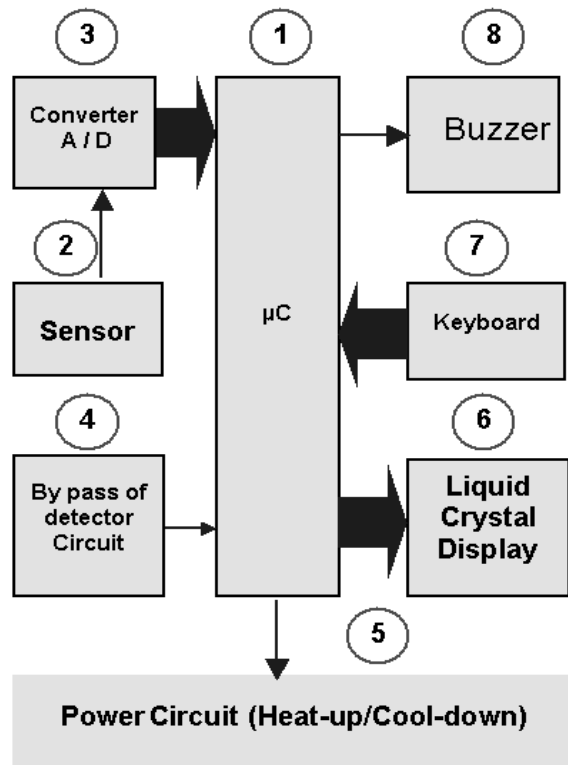 3
1
8
Converter
A / D
Buzzer
2
7
Sensor
µC
Keyboard
4
6
By pass of
detector
Circuit
Liquid
Crystal
Display
5
Power Circuit (Heat-up/Cool-down)